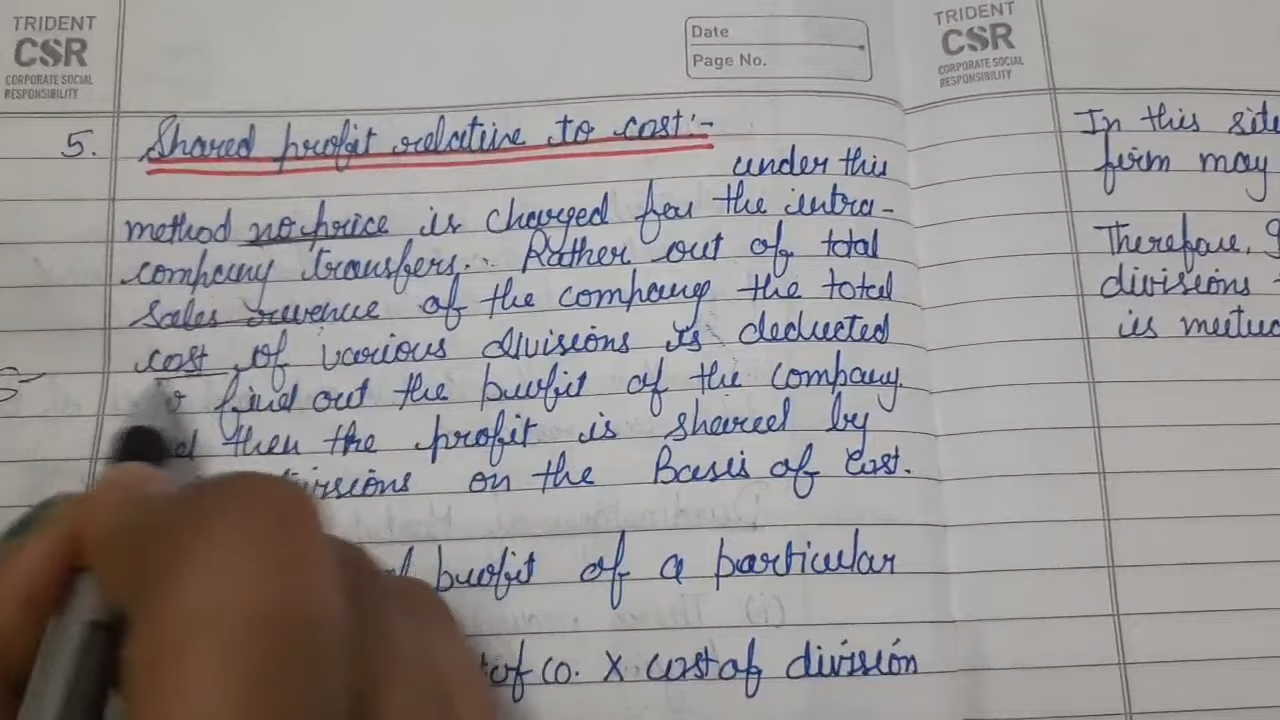 TRIDENT
CSR
CORPORATE SOCIAL
RESPONSIBILITY
Date
Page No.
TRIDENT
CSR
CORPORATE SOCIAL
RESPONSIBILITY
5. Shared profit relative to cost:-
under this
method no price is charged for the intra-
company transfers. Rather out of total
sales revenue of the company the total
cost of various divisions is deducted
find out the profit of the company.
then the profit is shared by
on the Basis of Cost.
profit of a particular
of Co. X Cost of division
In this
firm may
Therefore,
divisions
is